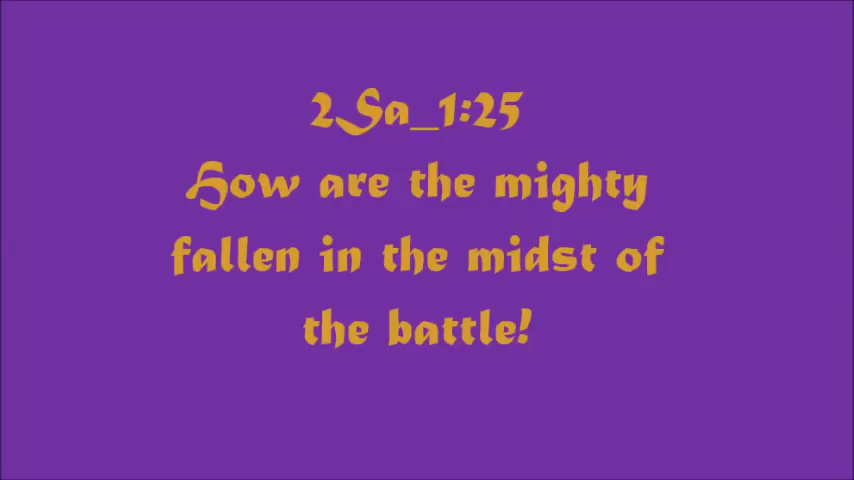 2Sa_1:25
How are the mighty
fallen in the midst of
the battle!